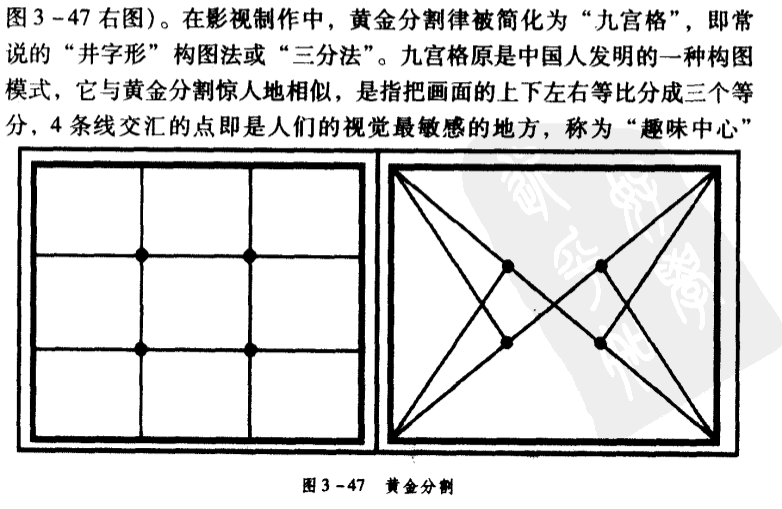 图3-47右图)。在影视制作中，黄金分割律被简化为“九宫格”，即常
说的“井字形”构图法或“三分法”。九宫格原是中国人发明的一种构图
模式，它与黄金分割惊人地相似，是指把画面的上下左右等比分成三个等
分，4条线交汇的点即是人们的视觉最敏感的地方，称为“趣味中心”
图3-47 黄金分割